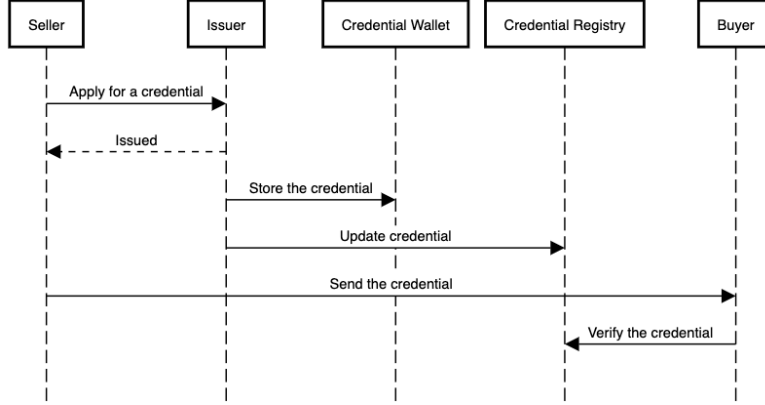 Seller
Issuer
Credential Wallet
Credential Registry
Buyer
Apply for a credential
Issued
Store the credential
Update credential
Send the credential
Verify the credential